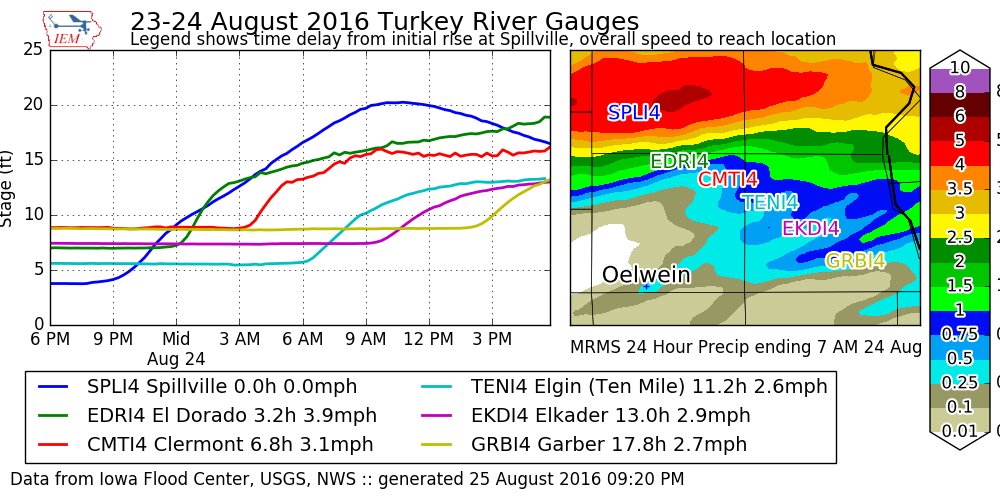 23-24 August 2016 Turkey River Gauges
Legend shows time delay from initial rise at Spillville, overall speed to reach location
IEM
Stage (ft)
25
20
15
10
5
0
6 PM 9 PM Mid 3 AM 6 AM 9 AM 12 PM 3 PM
Aug 24
SPLI4
EDRI4
CMTI4
TENI4
EKDI4
GRBI4
Oelwein
MRMS 24 Hour Precip ending 7 AM 24 Aug
10
8
6
5
4
3.5
3
2.5
2
1.5
1
0.75
0.5
0.25
0.1
0.01
SPLI4 Spillville 0.0h 0.0mph
EDRI4 El Dorado 3.2h 3.9mph
CMTI4 Clermont 6.8h 3.1mph
TENI4 Elgin (Ten Mile) 11.2h 2.6mph
EKDI4 Elkader 13.0h 2.9mph
GRBI4 Garber 17.8h 2.7mph
Data from Iowa Flood Center, USGS, NWS :: generated 25 August 2016 09:20 PM